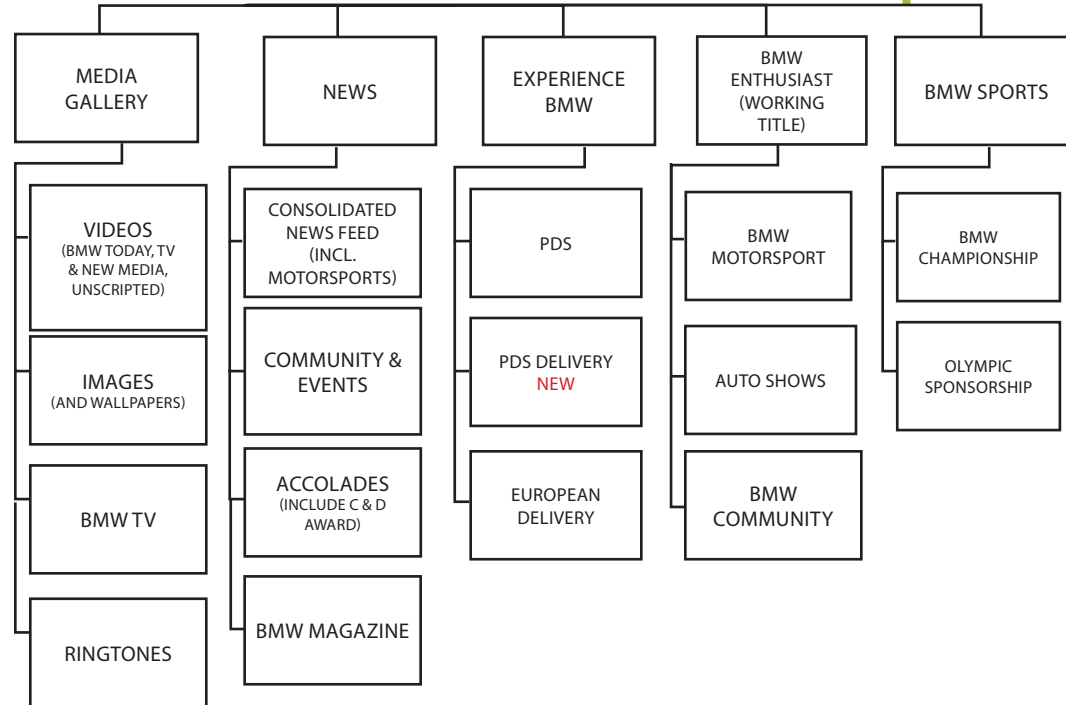 MEDIA
GALLERY
NEWS
EXPERIENCE
BMW
BMW
ENTHUSIAST
(WORKING
TITLE)
BMW SPORTS
VIDEOS
(BMW TODAY, TV
& NEW MEDIA,
UNSCRIPTED)
IMAGES
(AND WALLPAPERS)
BMW TV
RINGTONES
CONSOLIDATED
NEWS FEED
(INCL.
MOTORSPORTS)
COMMUNITY &
EVENTS
ACCOLADES
(INCLUDE C & D
AWARD)
BMW MAGAZINE
PDS
PDS DELIVERY
NEW
EUROPEAN
DELIVERY
BMW
MOTORSPORT
AUTO SHOWS
BMW
COMMUNITY
BMW
CHAMPIONSHIP
OLYMPIC
SPONSORSHIP